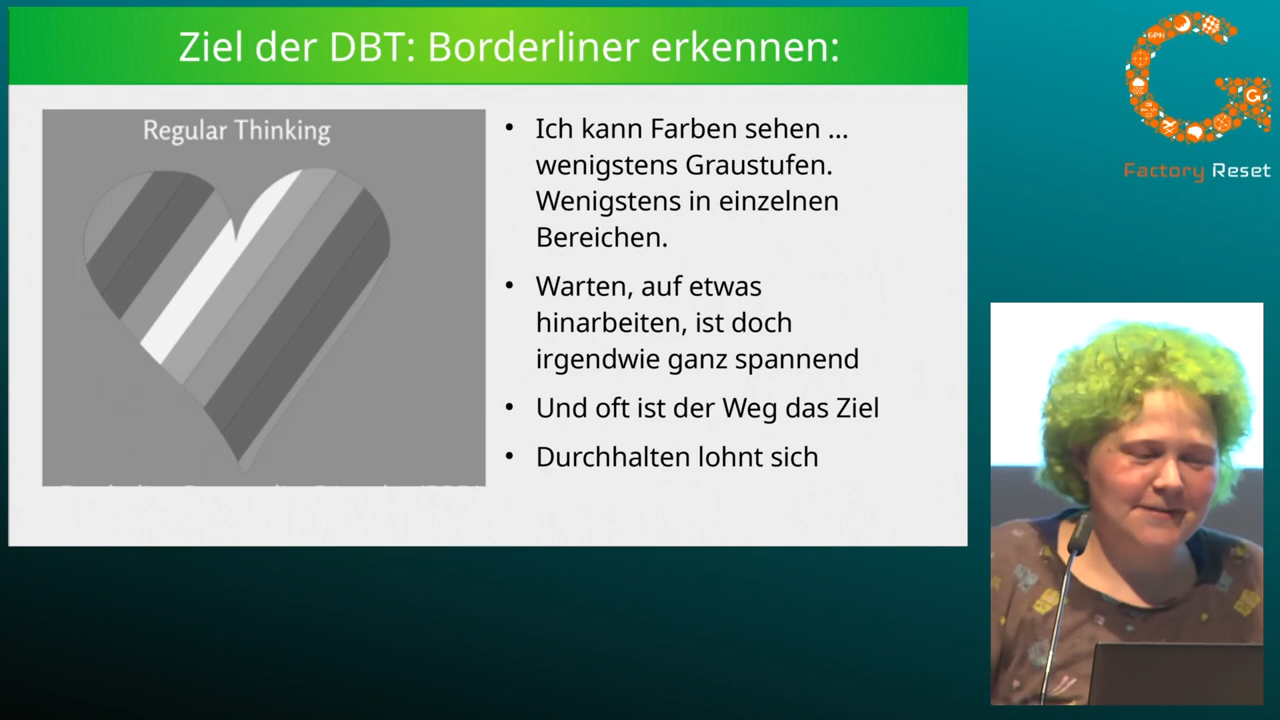 Ziel der DBT: Borderliner erkennen:
Regular Thinking
• Ich kann Farben sehen ...
wenigstens Graustufen.
Wenigstens in einzelnen
Bereichen.
• Warten, auf etwas
hinarbeiten, ist doch
irgendwie ganz spannend
• Und oft ist der Weg das Ziel
• Durchhalten lohnt sich
GPN
Factory Reset